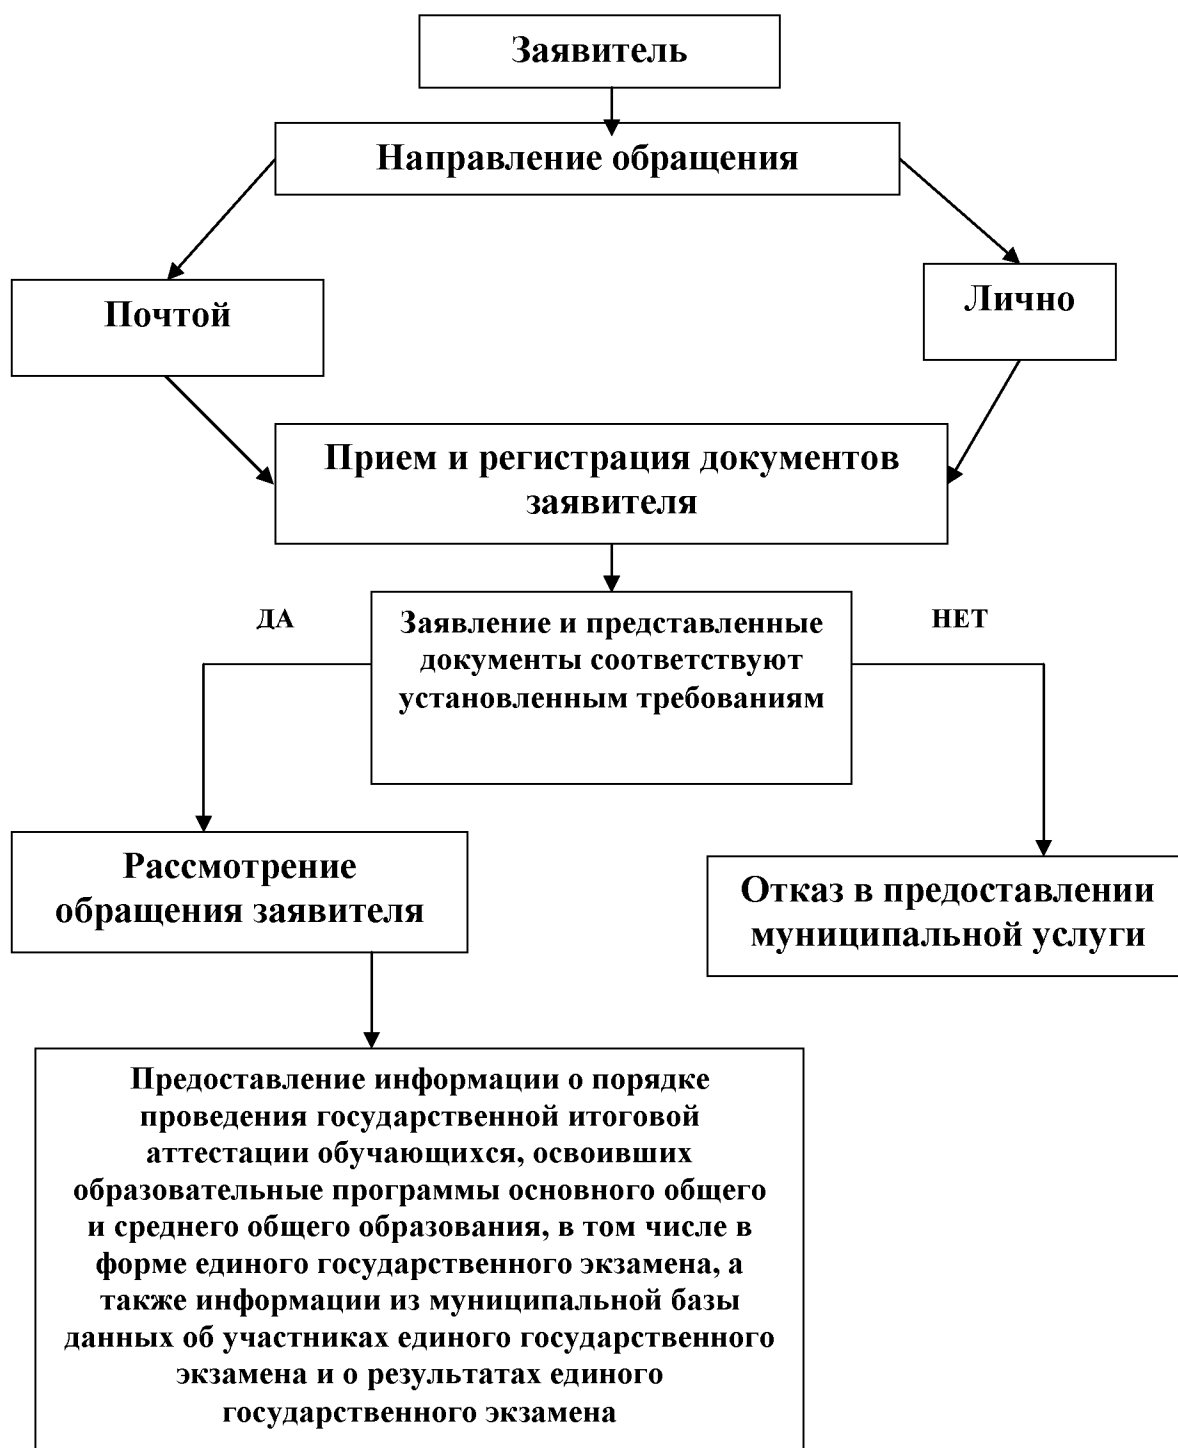 Заявитель
Направление обращения
Почтой
Лично
Прием и регистрация документов
заявителя
ДА
Заявление и представленные
документы соответствуют
установленным требованиям
НЕТ
Рассмотрение
обращения заявителя
Отказ в предоставлении
муниципальной услуги
Предоставление информации о порядке
проведения государственной итоговой
аттестации обучающихся, освоивших
образовательные программы основного общего
и среднего общего образования, в том числе в
форме единого государственного экзамена, а
также информации из муниципальной базы
данных об участниках единого государственного
экзамена и о результатах единого
государственного экзамена